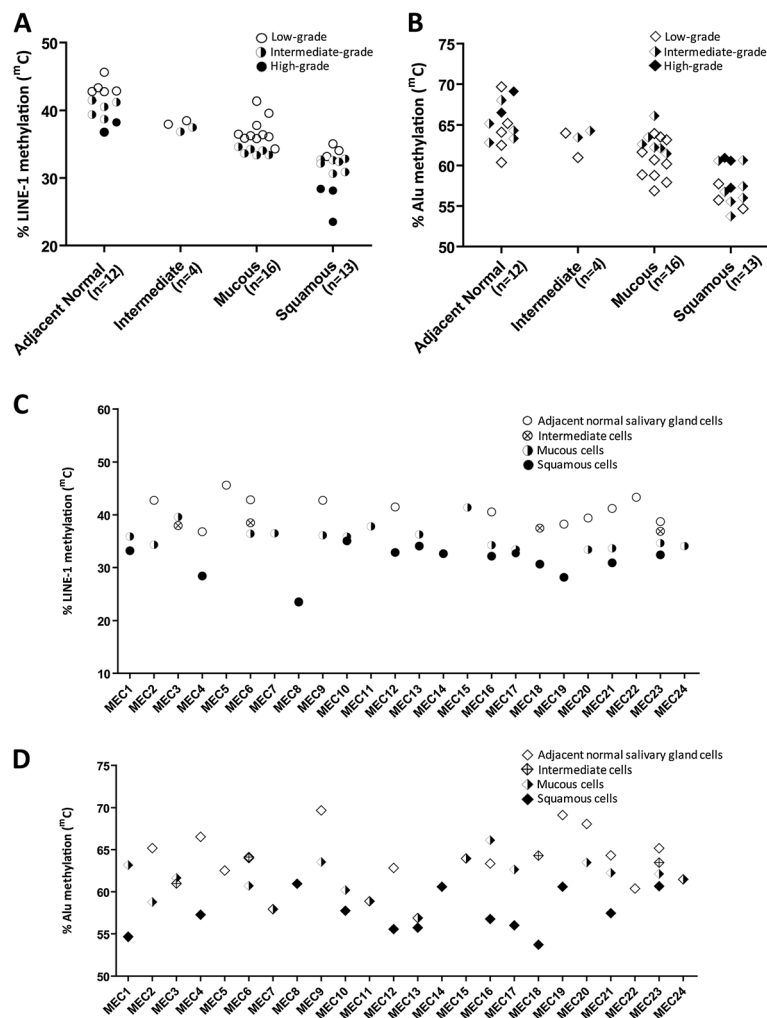 A
Low-grade
Intermediate-grade
High-grade
% LINE-1 methylation (ᵐC)
50
40
30
20
Adjacent Normal (n=12)
Intermediate (n=4)
Mucous (n=16)
Squamous (n=13)
B
Low-grade
Intermediate-grade
High-grade
% Alu methylation (ᵐC)
75
70
65
60
55
50
Adjacent Normal (n=12)
Intermediate (n=4)
Mucous (n=16)
Squamous (n=13)
C
Adjacent normal salivary gland cells
Intermediate cells
Mucous cells
Squamous cells
% LINE-1 methylation (ᵐC)
60
50
40
30
20
10
MEC1
MEC2
MEC3
MEC4
MEC5
MEC6
MEC7
MEC8
MEC9
MEC10
MEC11
MEC12
MEC13
MEC14
MEC15
MEC16
MEC17
MEC18
MEC19
MEC20
MEC21
MEC22
MEC23
MEC24
D
Adjacent normal salivary gland cells
Intermediate cells
Mucous cells
Squamous cells
% Alu methylation (ᵐC)
75
70
65
60
55
50
MEC1
MEC2
MEC3
MEC4
MEC5
MEC6
MEC7
MEC8
MEC9
MEC10
MEC11
MEC12
MEC13
MEC14
MEC15
MEC16
MEC17
MEC18
MEC19
MEC20
MEC21
MEC22
MEC23
MEC24